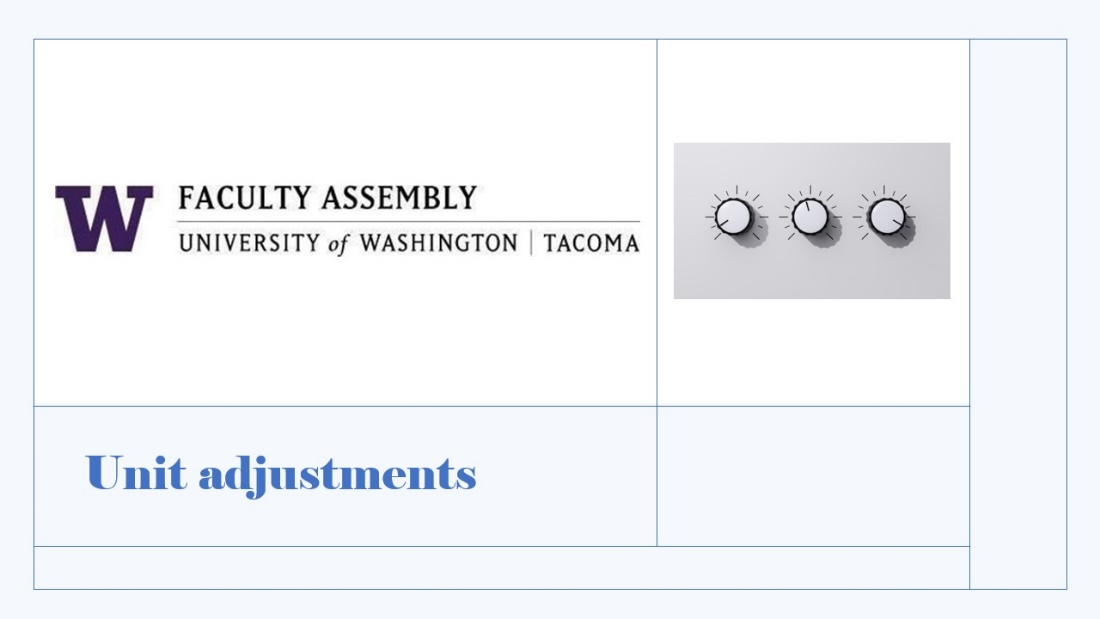 W FACULTY ASSEMBLY
UNIVERSITY of WASHINGTON | TACOMA
Unit adjustments